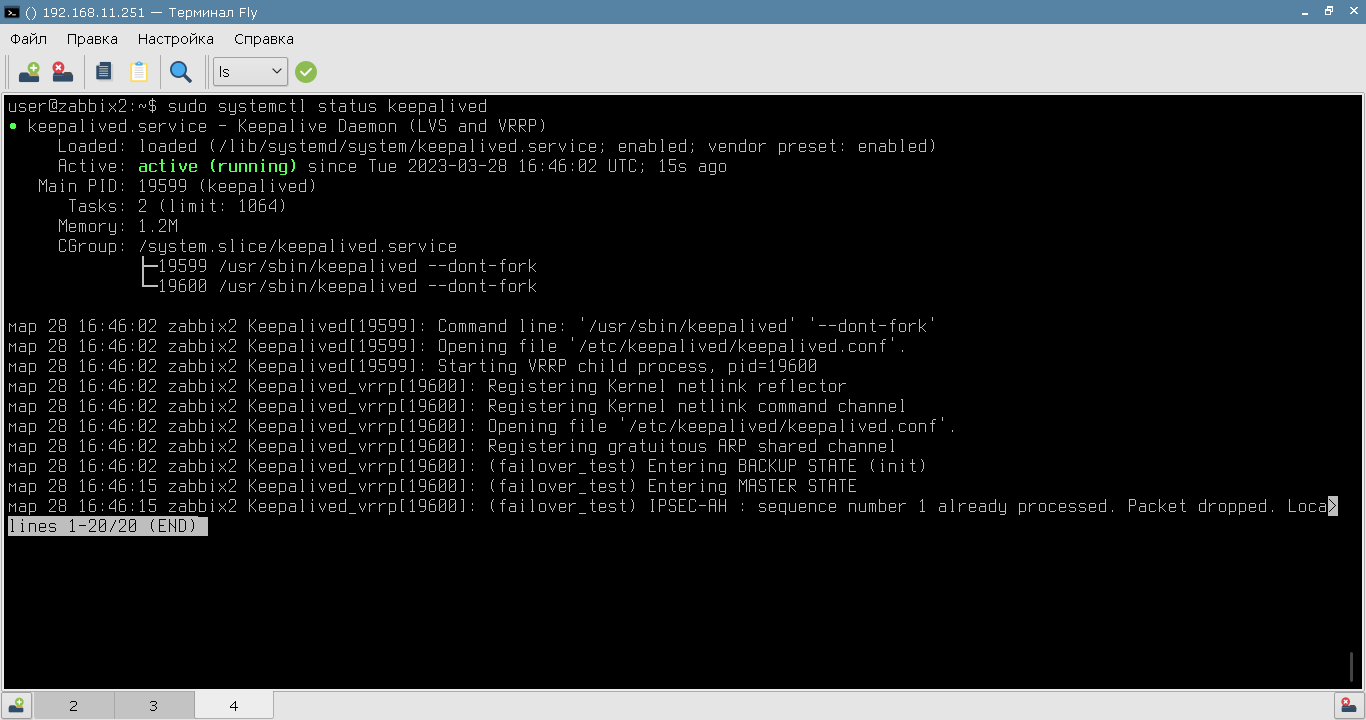 () 192.168.11.251 — Терминал Fly
Файл Правка Настройка Справка
ls
user@zabbix2:~$ sudo systemctl status keepalived
● keepalived.service - Keepalive Daemon (LVS and VRRP)
Loaded: loaded (/lib/systemd/system/keepalived.service; enabled; vendor preset: enabled)
Active: active (running) since Tue 2023-03-28 16:46:02 UTC; 15s ago
Main PID: 19599 (keepalived)
Tasks: 2 (limit: 1064)
Memory: 1.2M
CGroup: /system.slice/keepalived.service
├─19599 /usr/sbin/keepalived --dont-fork
└─19600 /usr/sbin/keepalived --dont-fork
мар 28 16:46:02 zabbix2 Keepalived[19599]: Command line: '/usr/sbin/keepalived' '--dont-fork'
мар 28 16:46:02 zabbix2 Keepalived[19599]: Opening file '/etc/keepalived/keepalived.conf'.
мар 28 16:46:02 zabbix2 Keepalived[19599]: Starting VRRP child process, pid=19600
мар 28 16:46:02 zabbix2 Keepalived_vrrp[19600]: Registering Kernel netlink reflector
мар 28 16:46:02 zabbix2 Keepalived_vrrp[19600]: Registering Kernel netlink command channel
мар 28 16:46:02 zabbix2 Keepalived_vrrp[19600]: Opening file '/etc/keepalived/keepalived.conf'.
мар 28 16:46:02 zabbix2 Keepalived_vrrp[19600]: Registering gratuitous ARP shared channel
мар 28 16:46:02 zabbix2 Keepalived_vrrp[19600]: (failover_test) Entering BACKUP STATE (init)
мар 28 16:46:15 zabbix2 Keepalived_vrrp[19600]: (failover_test) Entering MASTER STATE
мар 28 16:46:15 zabbix2 Keepalived_vrrp[19600]: (failover_test) IPSEC-AH : sequence number 1 already processed. Packet dropped. Loca>
lines 1-20/20 (END)
2 3 4